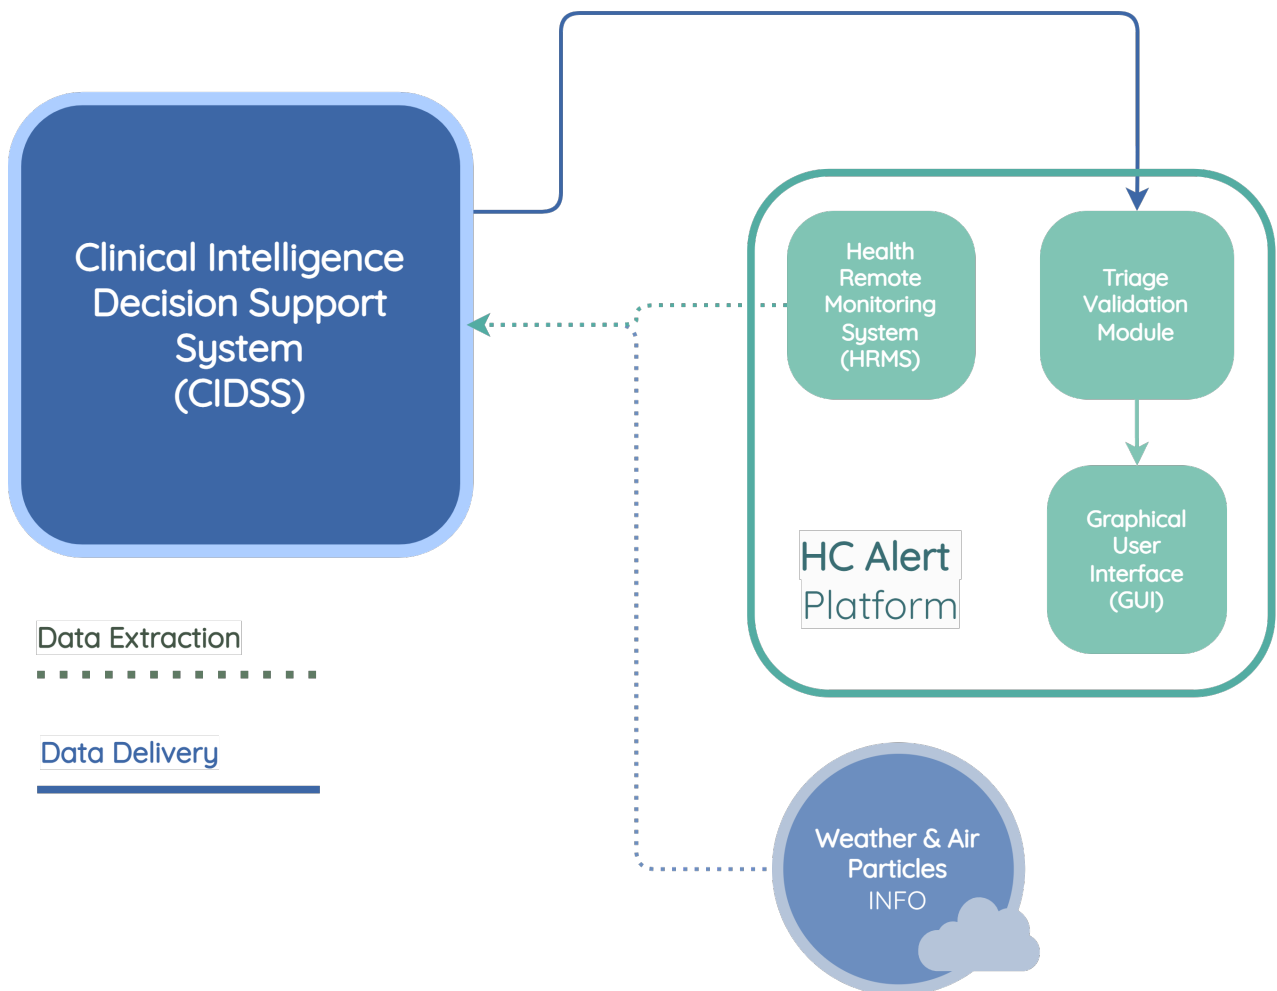 Clinical Intelligence
Decision Support
System
(CIDSS)
Health
Remote
Monitoring
System
(HRMS)
Triage
Validation
Module
Graphical
User
Interface
(GUI)
HC Alert
Platform
Data Extraction
Data Delivery
Weather & Air
Particles
INFO